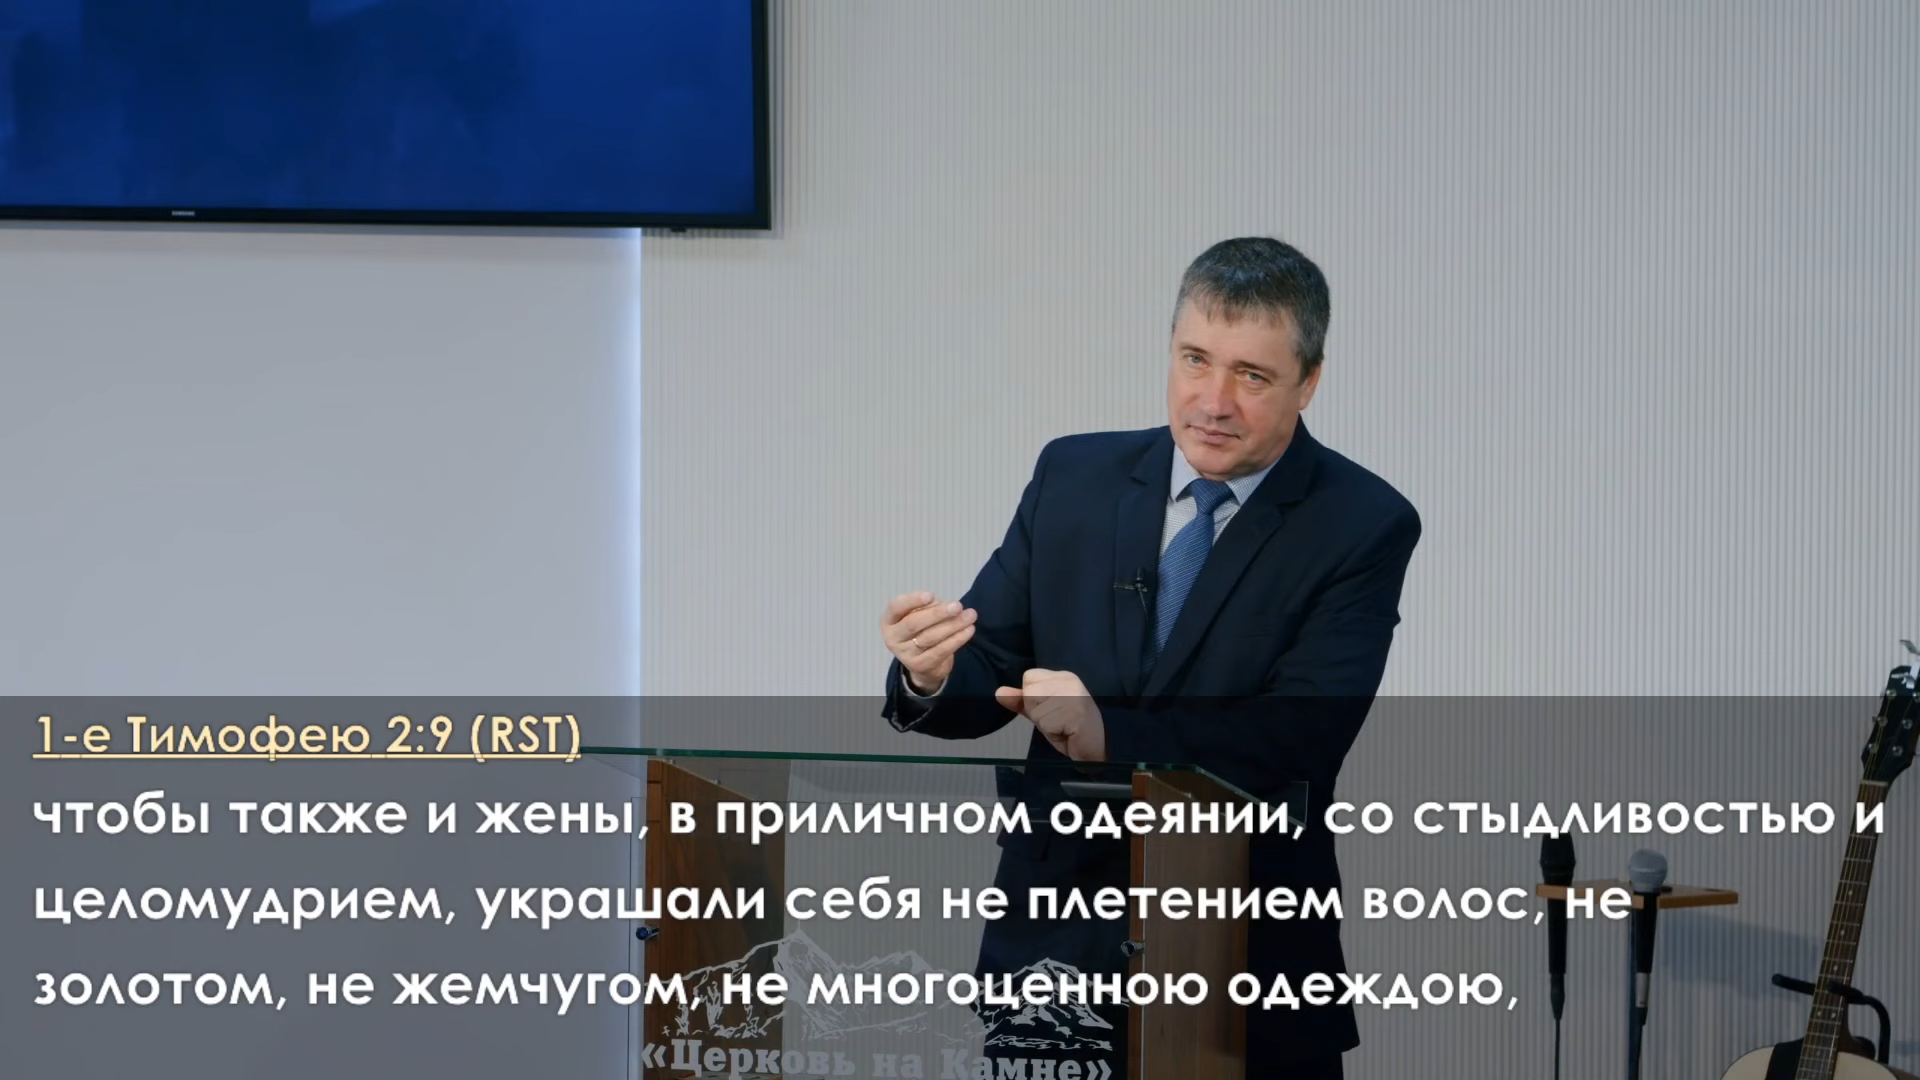 SAMSUNG
1-е Тимофею 2:9 (RST)
чтобы также и жены, в приличном одеянии, со стыдливостью и
целомудрием, украшали себя не плетением волос, не
золотом, не жемчугом, не многоценною одеждою,
«Церковь на Камне»